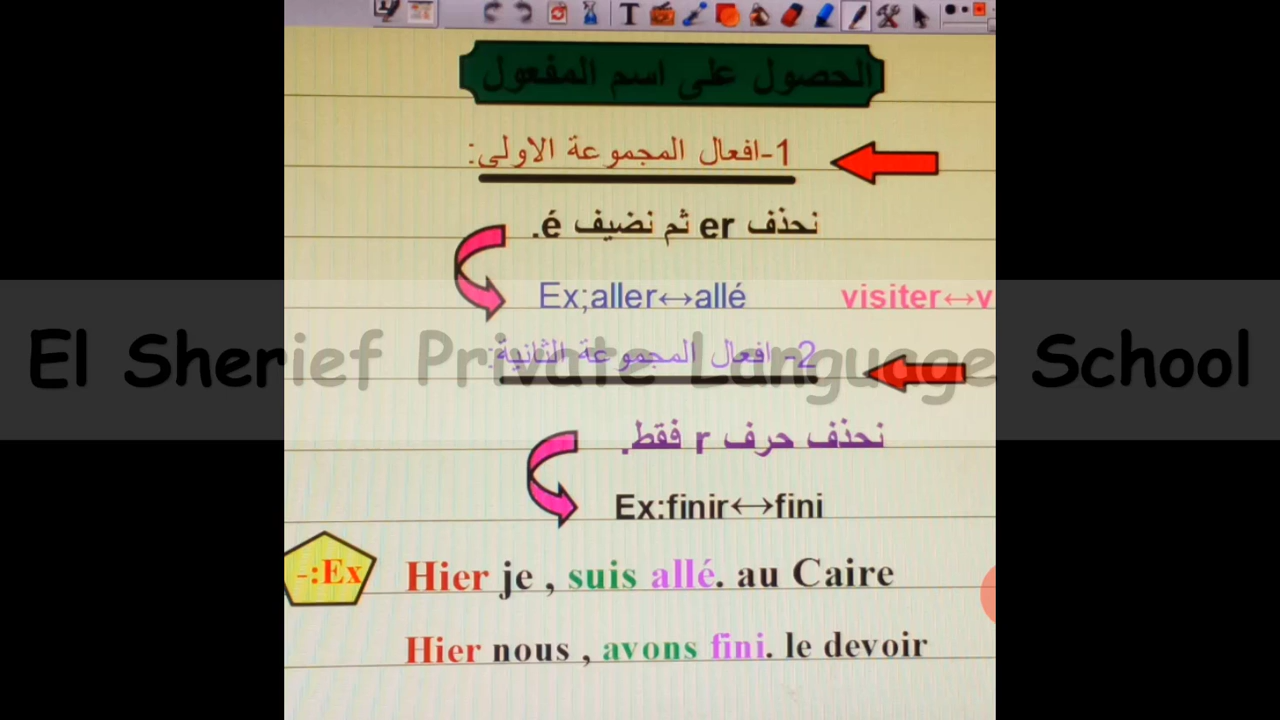 الحصول على اسم المفعول
1-افعال المجموعة الاولى:
نحذف er ثم نضيف é.
Ex;aller↔allé visiter↔v
2- افعال المجموعة الثانية:
El Sherief Private Language School
نحذف حرف r فقط.
Ex:finir↔fini
-:Ex
Hier je , suis allé. au Caire
Hier nous , avons fini. le devoir